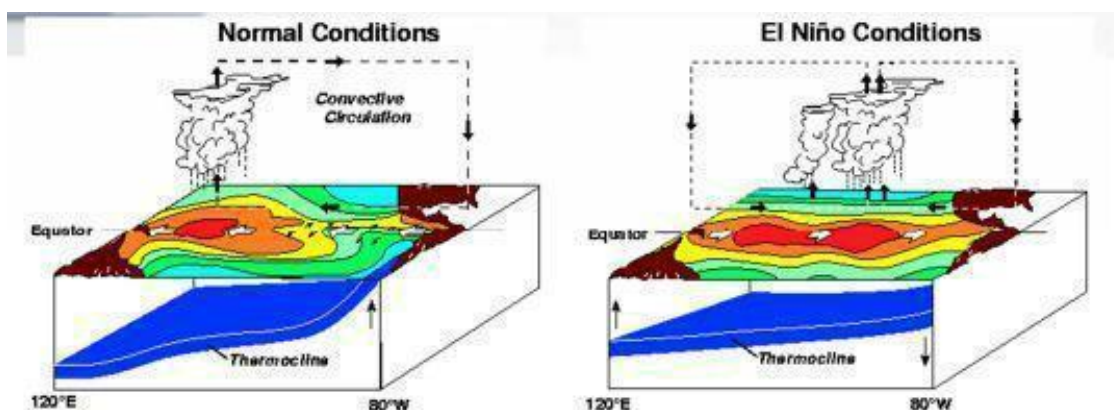 Normal Conditions
Convective
Circulation
Equator
Thermocline
120°E
80°W
El Niño Conditions
Equator
Thermocline
120°E
80°W